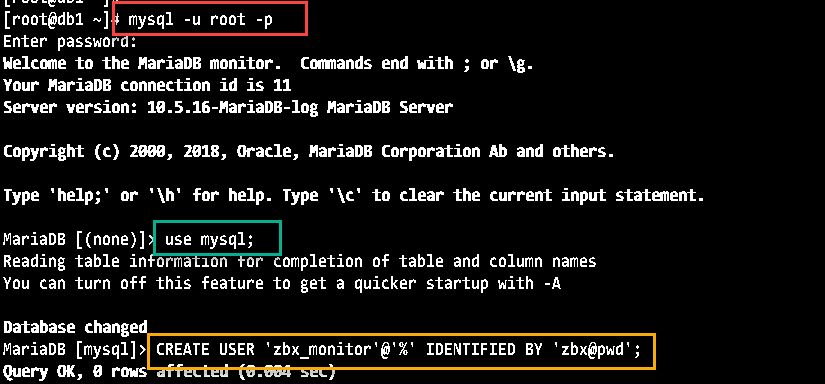 [root@db1 ~]#
[root@db1 ~]# mysql -u root -p
Enter password:
Welcome to the MariaDB monitor.  Commands end with ; or \g.
Your MariaDB connection id is 11
Server version: 10.5.16-MariaDB-log MariaDB Server
Copyright (c) 2000, 2018, Oracle, MariaDB Corporation Ab and others.
Type 'help;' or '\h' for help. Type '\c' to clear the current input statement.
MariaDB [(none)]> use mysql;
Reading table information for completion of table and column names
You can turn off this feature to get a quicker startup with -A
Database changed
MariaDB [mysql]> CREATE USER 'zbx_monitor'@'%' IDENTIFIED BY 'zbx@pwd';
Query OK, 0 rows affected (0.004 sec)